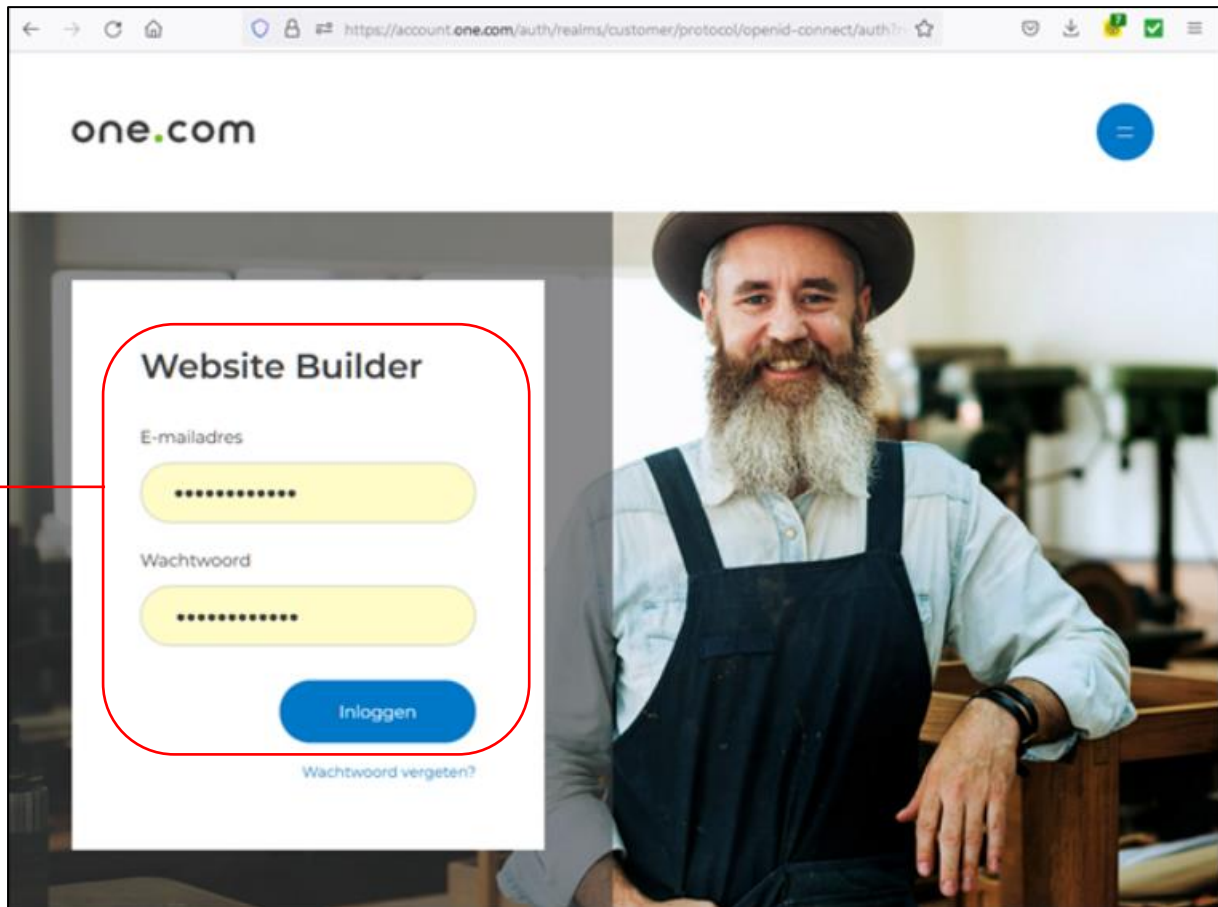 https://account.one.com/auth/realms/customer/protocol/openid-connect/auth?r
7
one.com
Website Builder
E-mailadres
••••••••••••
Wachtwoord
••••••••••••
Inloggen
Wachtwoord vergeten?